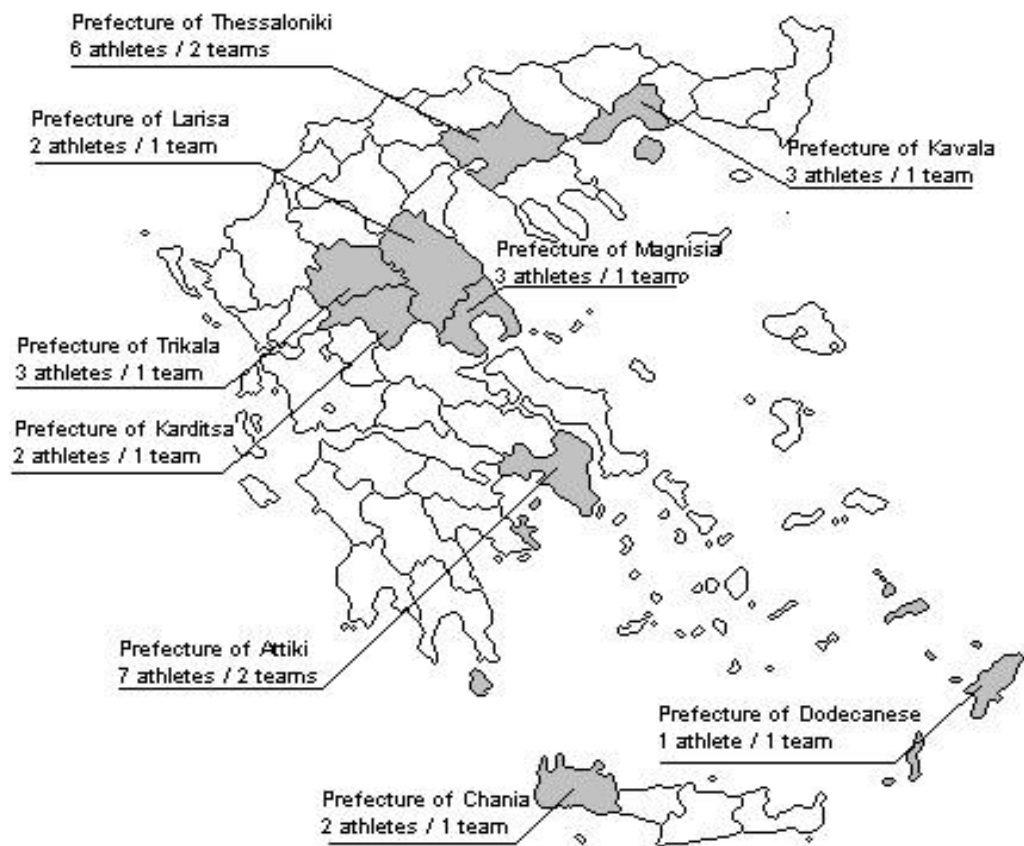 Prefecture of Thessaloniki
6 athletes / 2 teams
Prefecture of Larisa
2 athletes / 1 team
Prefecture of Kavala
3 athletes / 1 team
Prefecture of Magnisia
3 athletes / 1 team
Prefecture of Trikala
3 athletes / 1 team
Prefecture of Karditsa
2 athletes / 1 team
Prefecture of Attiki
7 athletes / 2 teams
Prefecture of Dodecanese
1 athlete / 1 team
Prefecture of Chania
2 athletes / 1 team